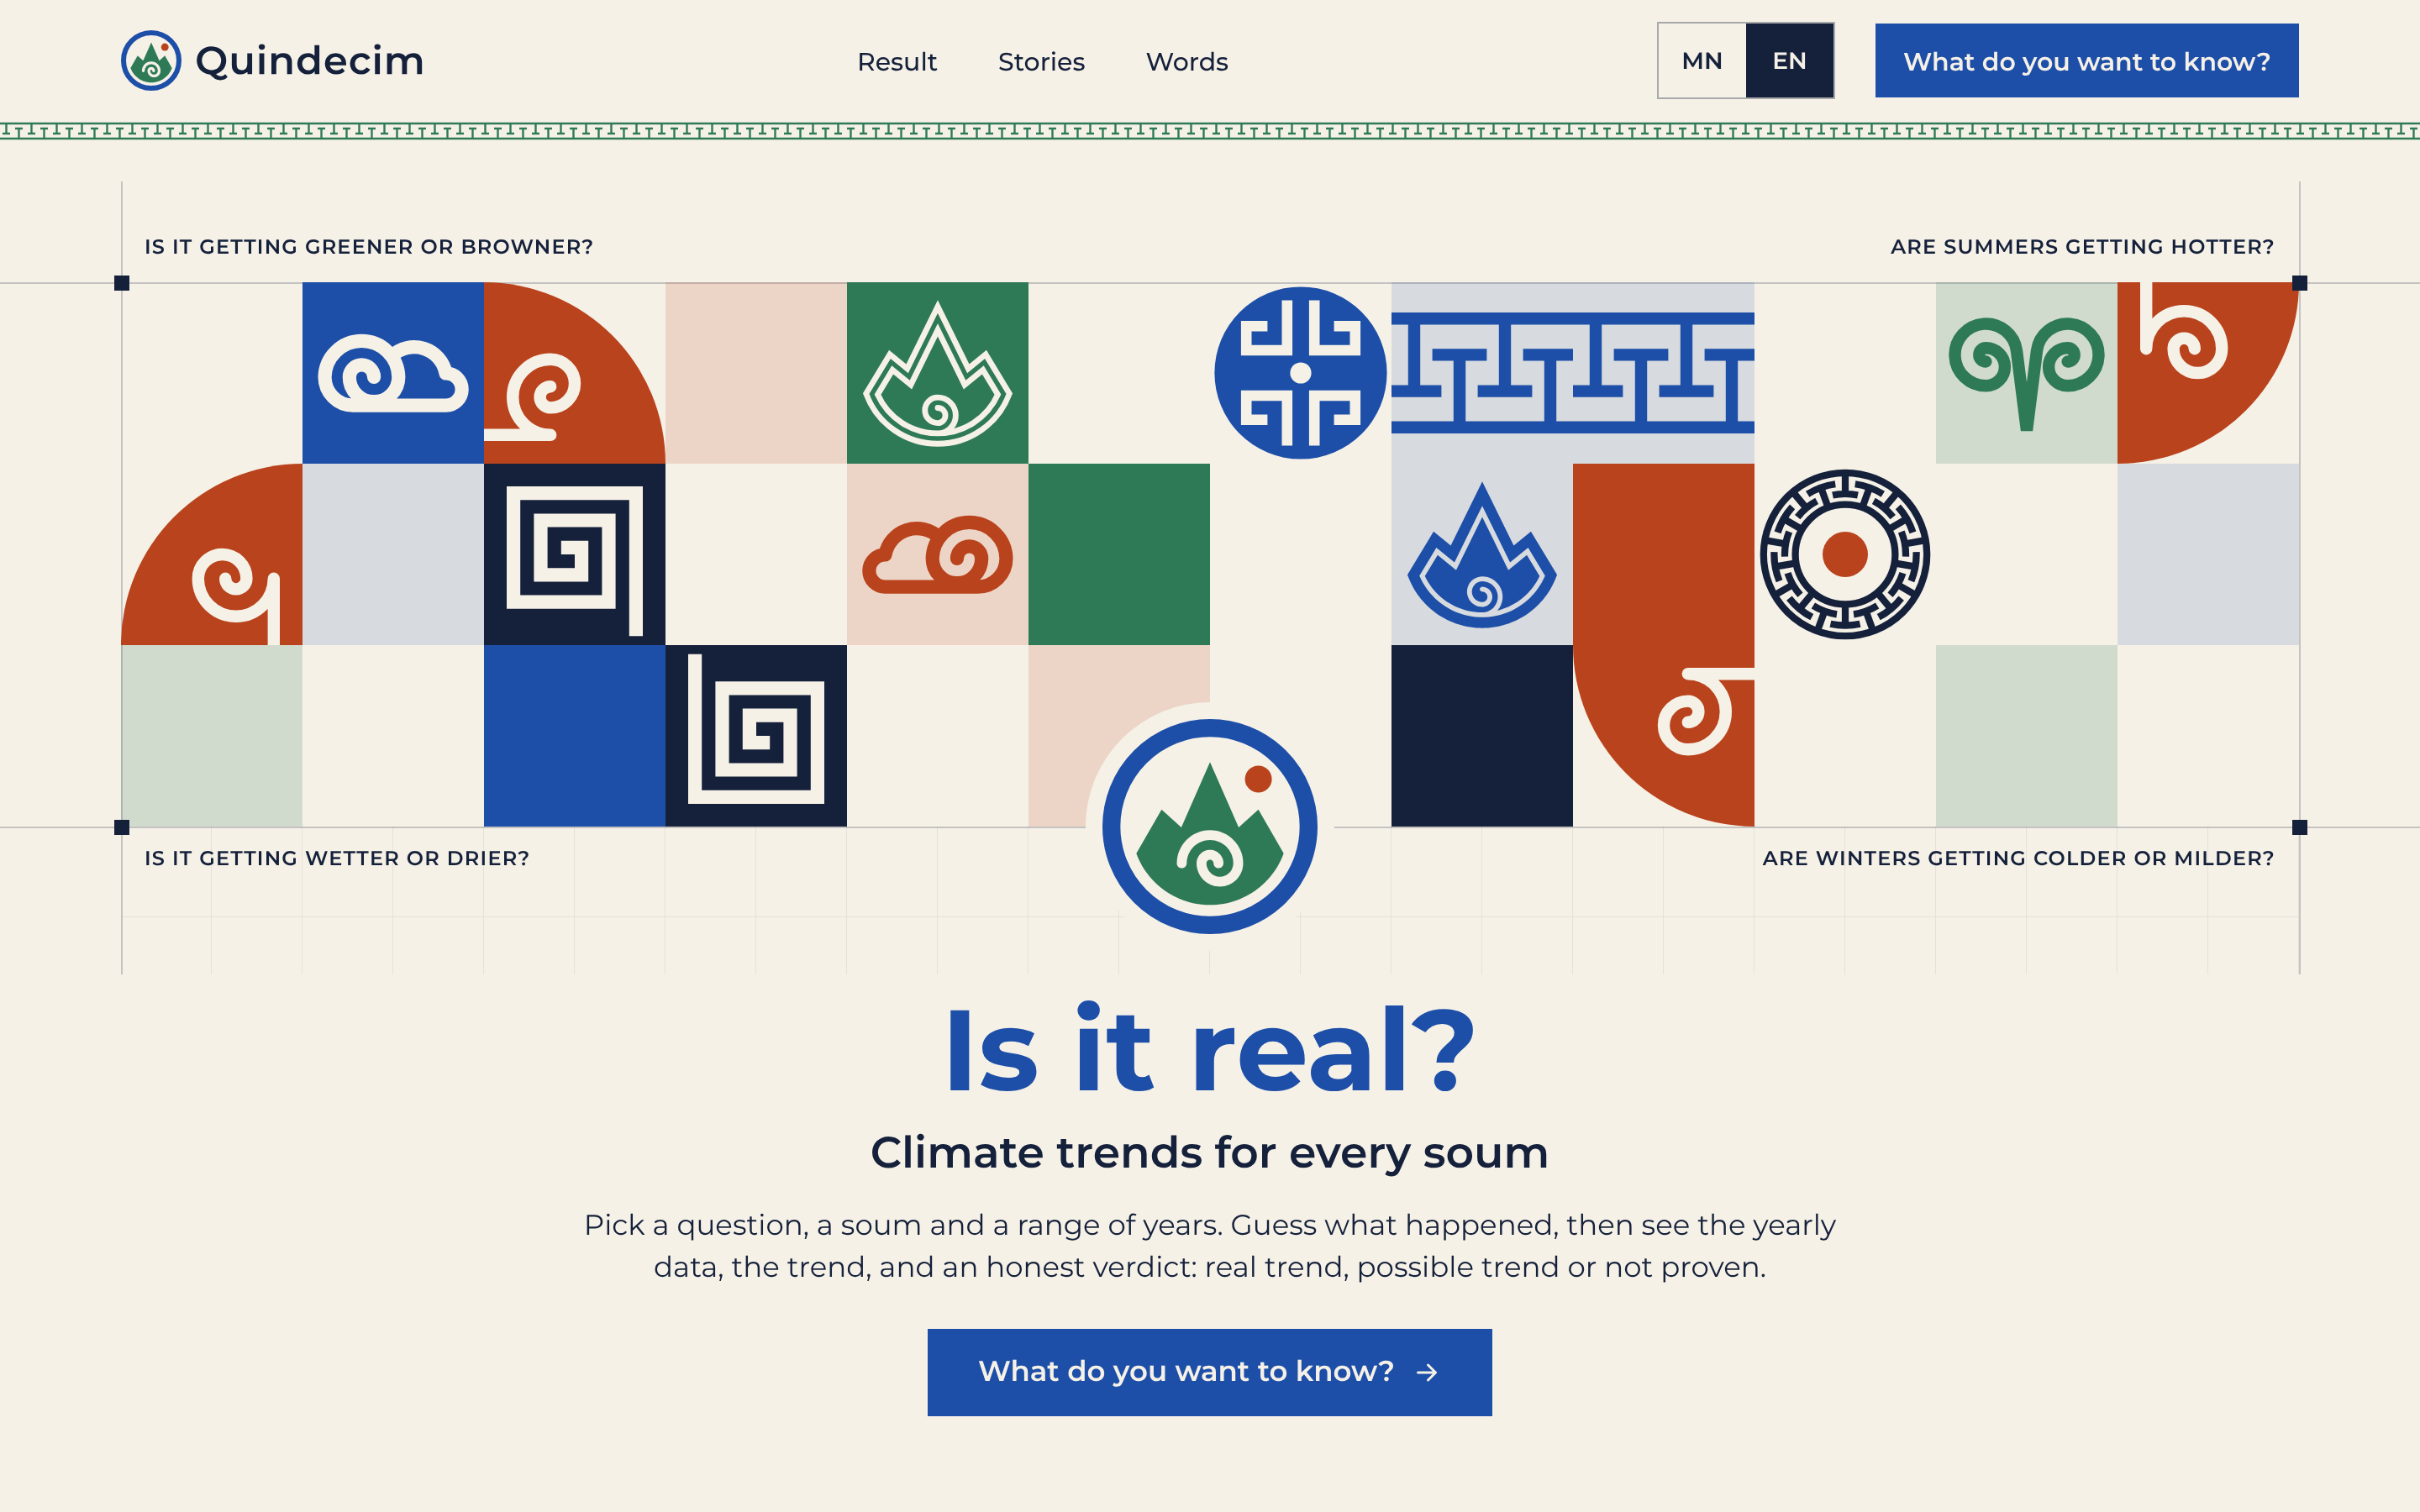 Quindecim
Result
Stories
Words
MN
EN
What do you want to know?
IS IT GETTING GREENER OR BROWNER?
ARE SUMMERS GETTING HOTTER?
IS IT GETTING WETTER OR DRIER?
ARE WINTERS GETTING COLDER OR MILDER?
Is it real?
Climate trends for every soum
Pick a question, a soum and a range of years. Guess what happened, then see the yearly
data, the trend, and an honest verdict: real trend, possible trend or not proven.
What do you want to know? →